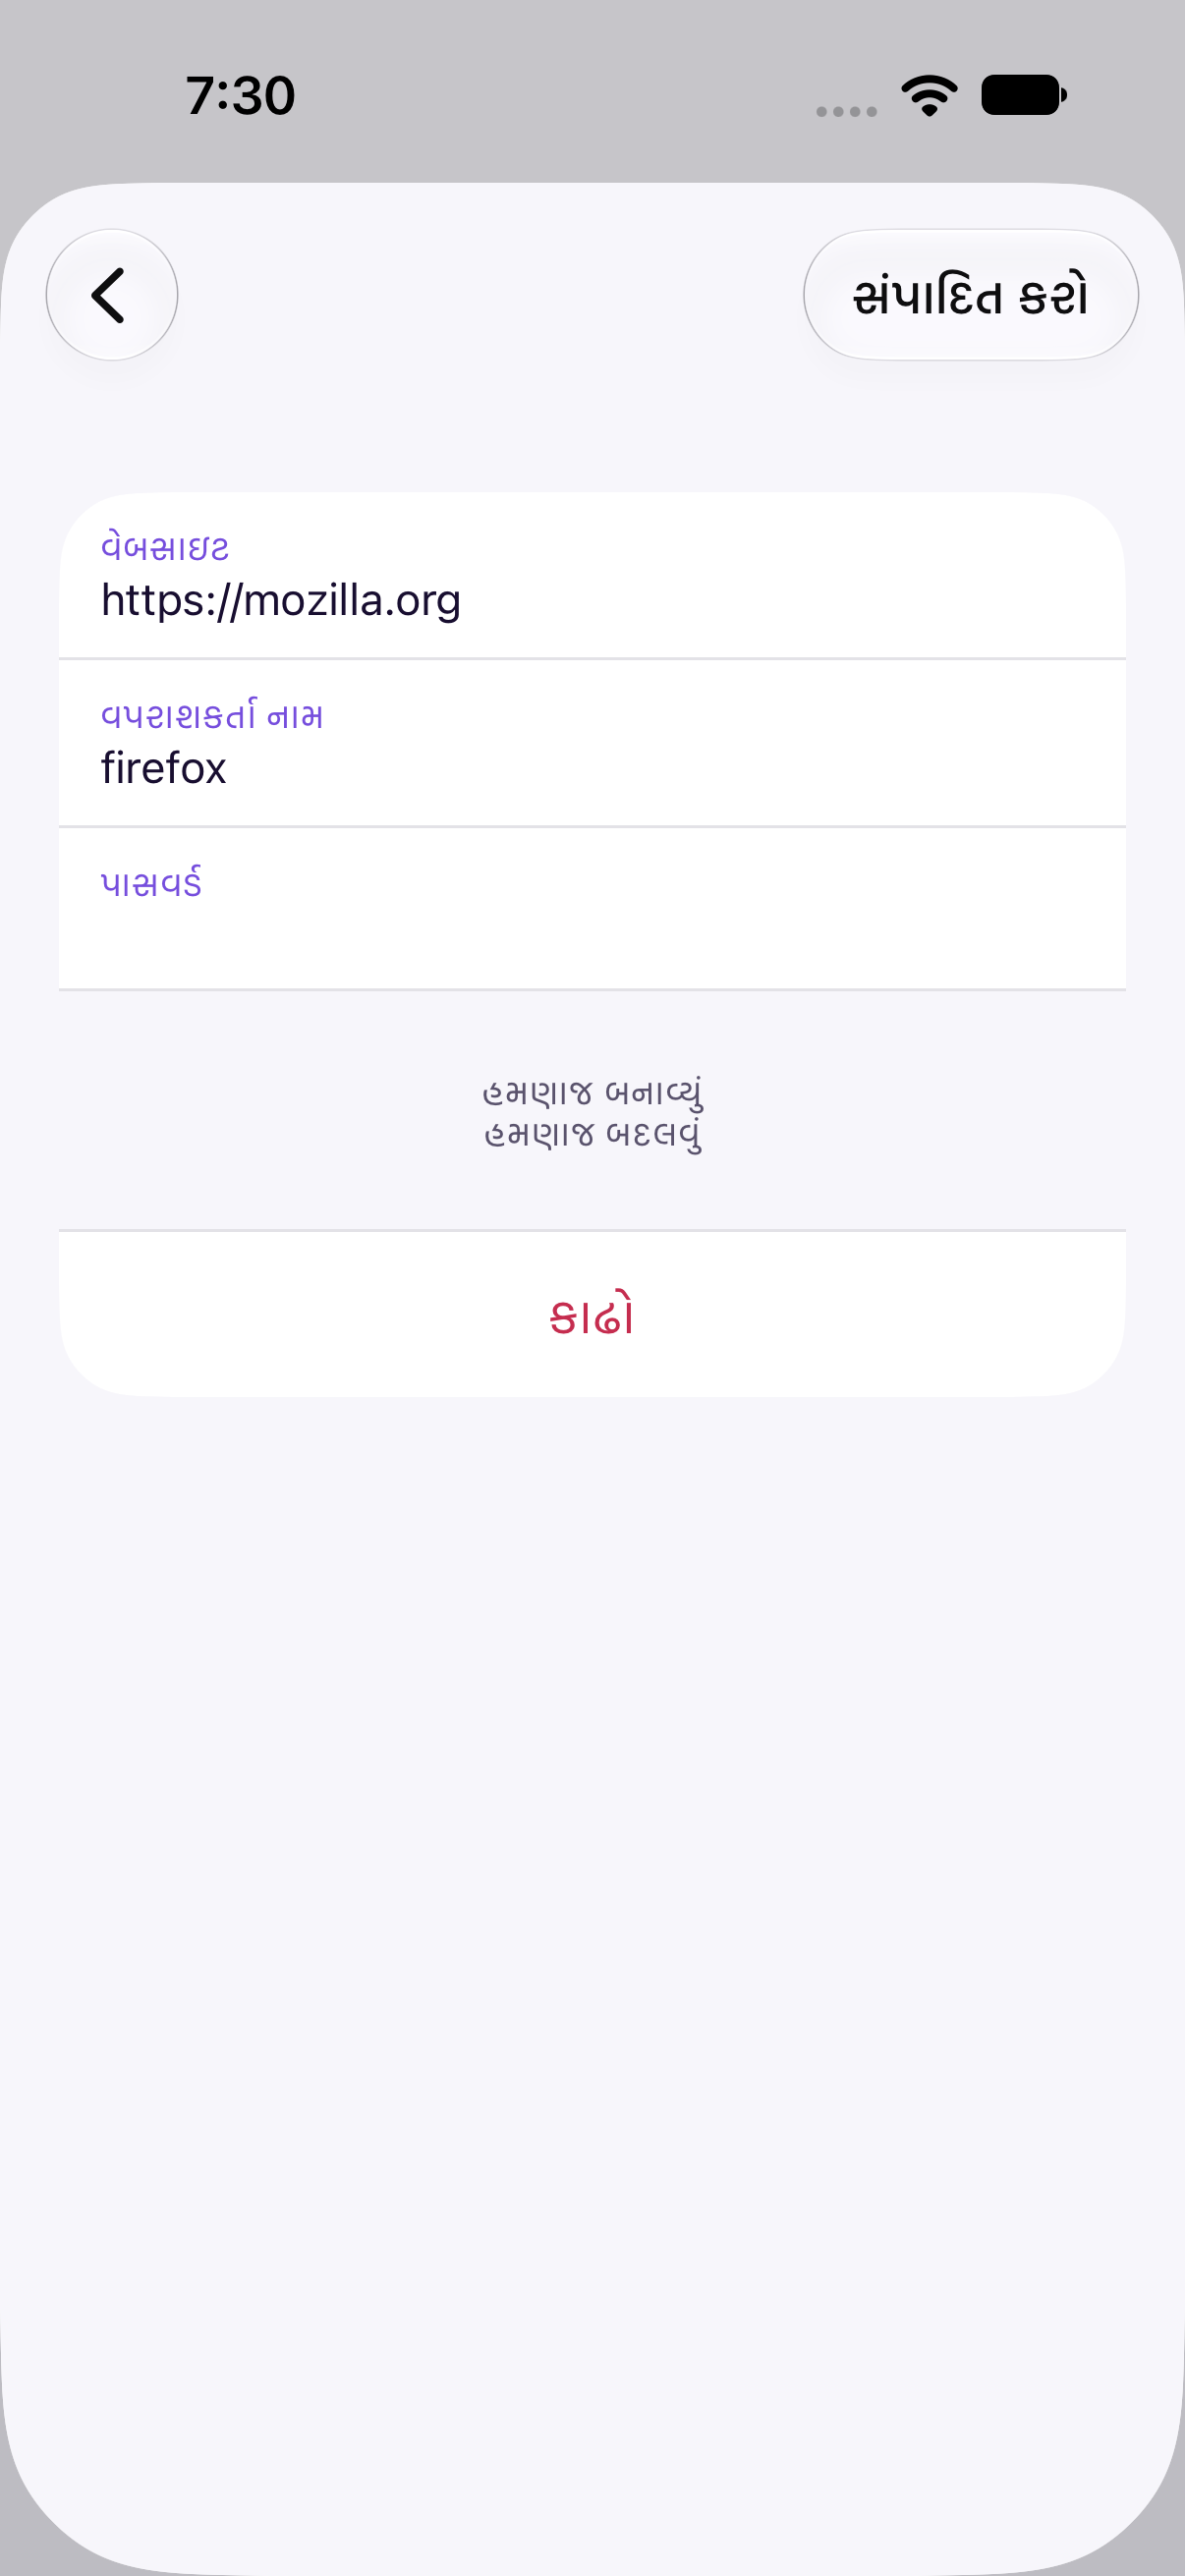 7:30
સંપાદિત કરો
વેબસાઇટ
https://mozilla.org
વપરાશકર્તા નામ
firefox
પાસવર્ડ
હમણાજ બનાવ્યું
હમણાજ બદલવું
કાઢો